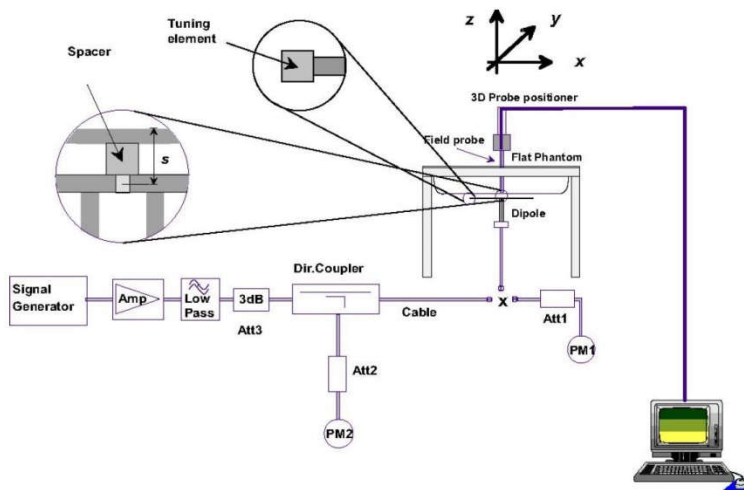 Tuning
element
Spacer
s
z
y
x
3D Probe positioner
Field probe
Flat Phantom
Dipole
Signal
Generator
Amp
Low
Pass
3dB
Att3
Dir.Coupler
Cable
x
Att1
PM1
Att2
PM2